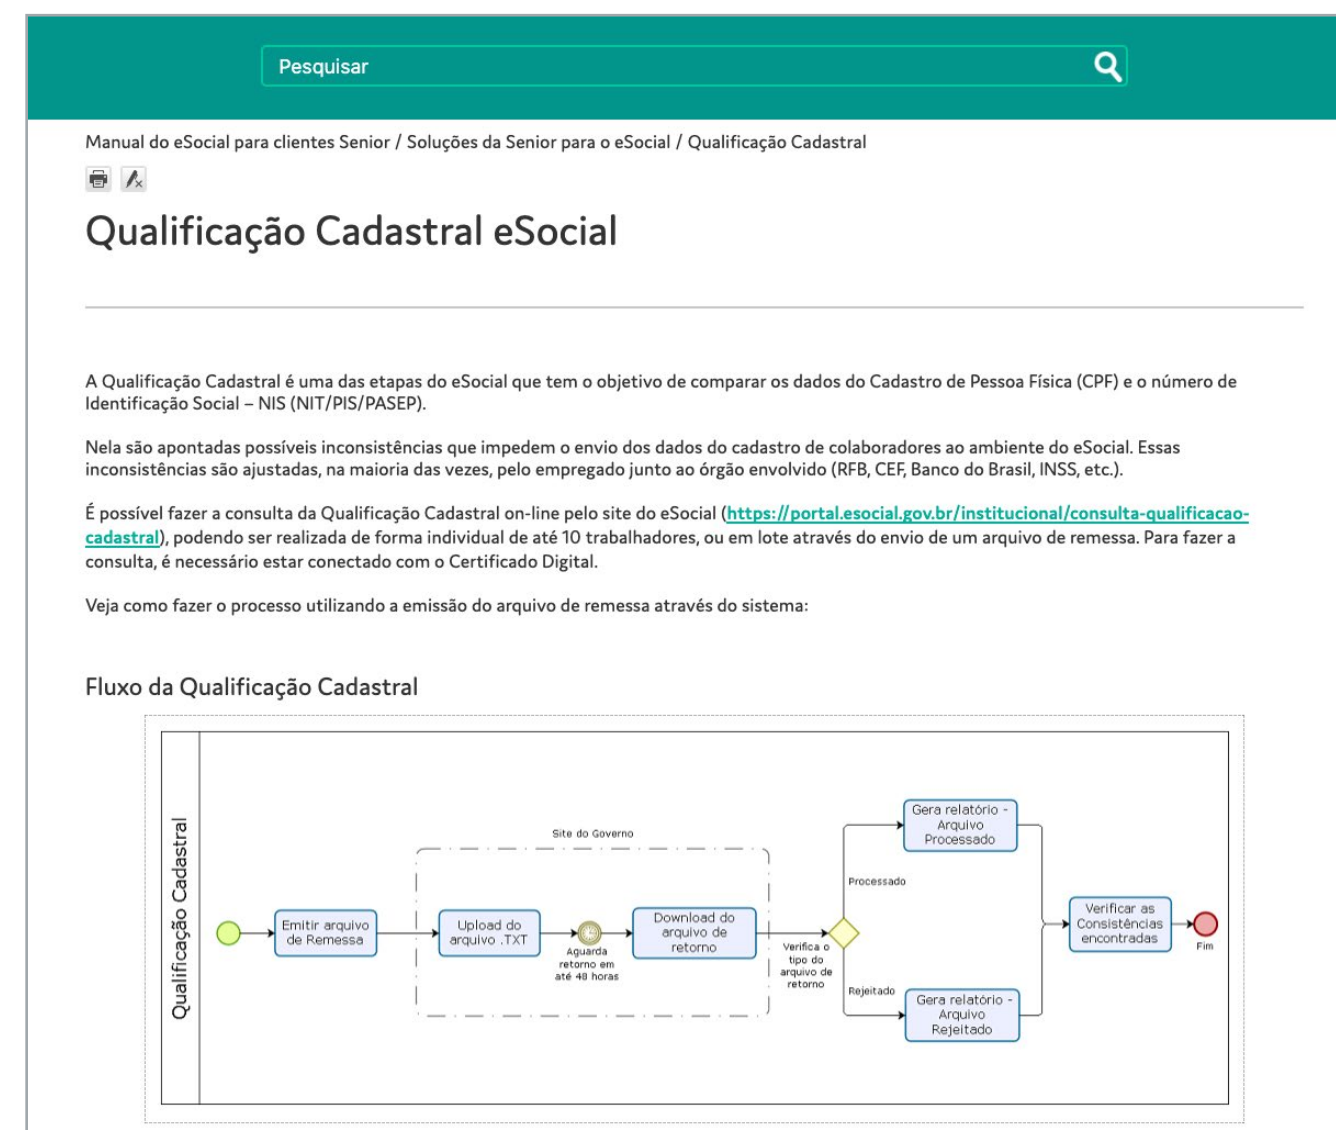 Pesquisar
Manual do eSocial para clientes Senior / Soluções da Senior para o eSocial / Qualificação Cadastral
Qualificação Cadastral eSocial
A Qualificação Cadastral é uma das etapas do eSocial que tem o objetivo de comparar os dados do Cadastro de Pessoa Física (CPF) e o número de
Identificação Social – NIS (NIT/PIS/PASEP).
Nela são apontadas possíveis inconsistências que impedem o envio dos dados do cadastro de colaboradores ao ambiente do eSocial. Essas
inconsistências são ajustadas, na maioria das vezes, pelo empregado junto ao órgão envolvido (RFB, CEF, Banco do Brasil, INSS, etc.).
É possível fazer a consulta da Qualificação Cadastral on-line pelo site do eSocial (https://portal.esocial.gov.br/institucional/consulta-qualificacao-
cadastral), podendo ser realizada de forma individual de até 10 trabalhadores, ou em lote através do envio de um arquivo de remessa. Para fazer a
consulta, é necessário estar conectado com o Certificado Digital.
Veja como fazer o processo utilizando a emissão do arquivo de remessa através do sistema:
Fluxo da Qualificação Cadastral
Qualificação Cadastral
Emitir arquivo
de Remessa
Site do Governo
Upload do
arquivo .TXT
Aguarda
retorno em
até 48 horas
Download do
arquivo de
retorno
Verifica o
tipo do
arquivo de
retorno
Processado
Gera relatório -
Arquivo
Processado
Rejeitado
Gera relatório -
Arquivo
Rejeitado
Verificar as
Consistências
encontradas
Fim